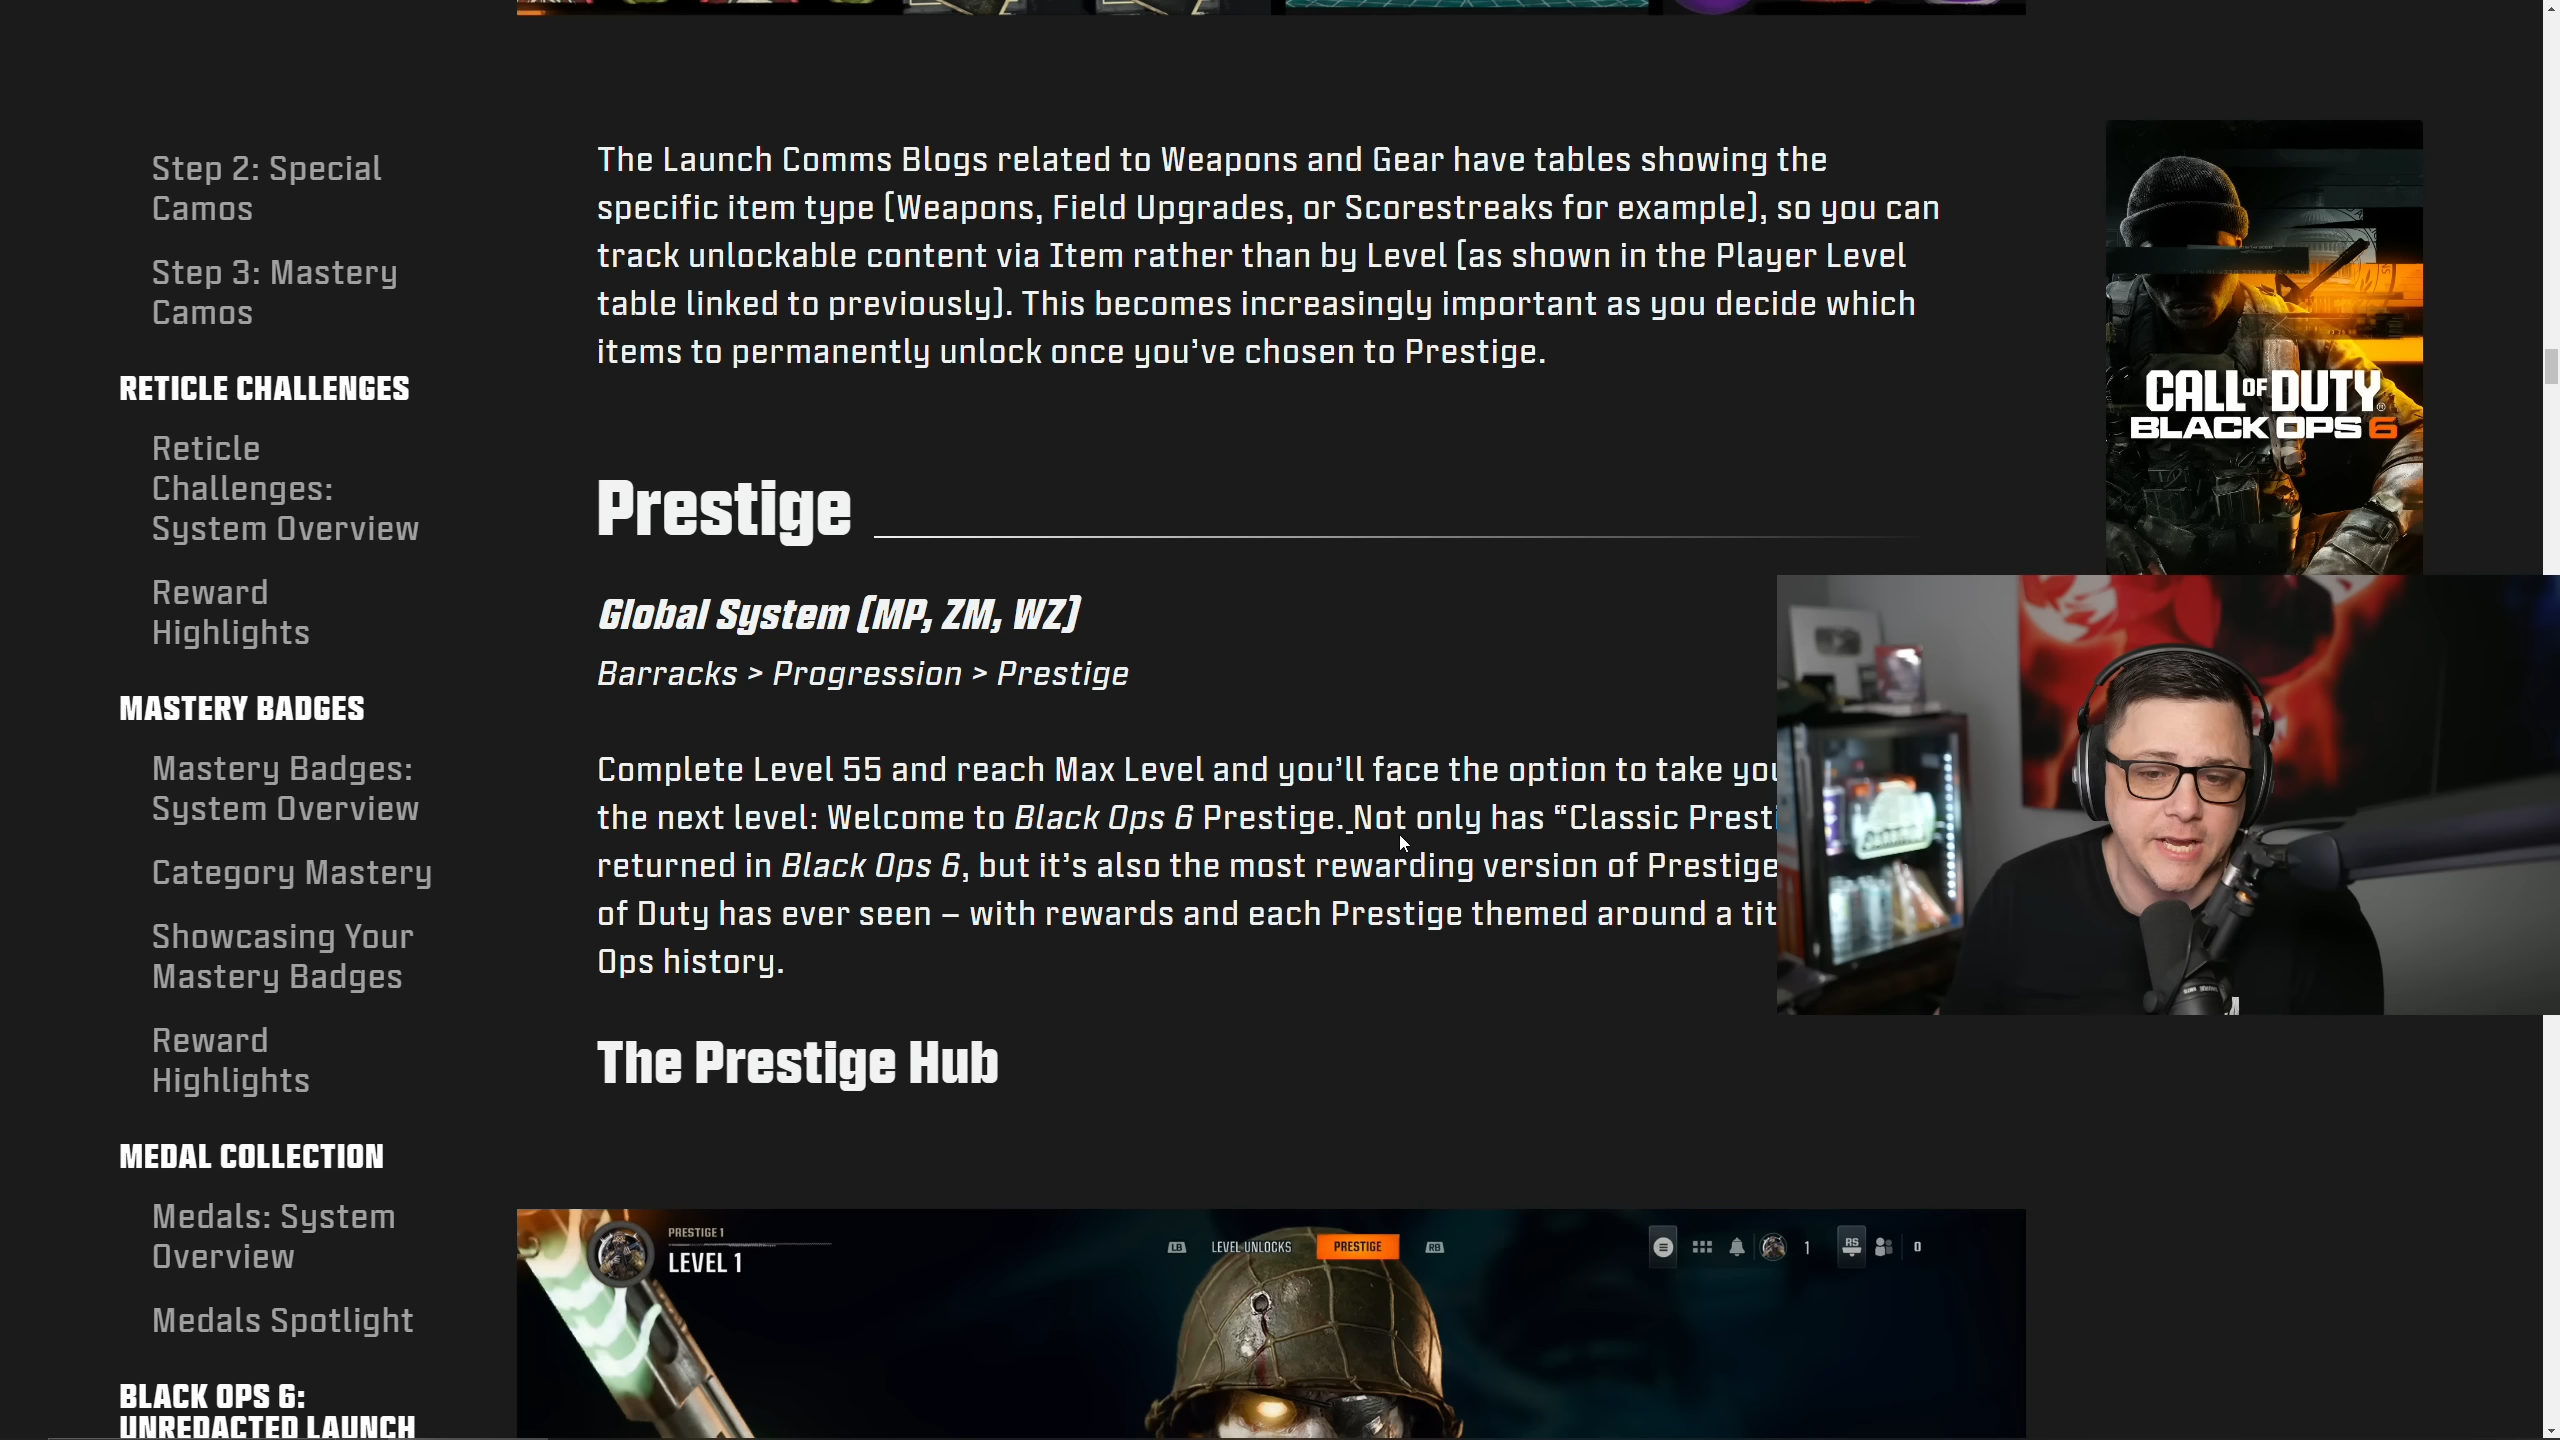 The Launch Comms Blogs related to Weapons and Gear have tables showing the
specific item type (Weapons, Field Upgrades, or Scorestreaks for example), so you can
track unlockable content via Item rather than by Level (as shown in the Player Level
table linked to previously). This becomes increasingly important as you decide which
items to permanently unlock once you’ve chosen to Prestige.
Step 2: Special
Camos
Step 3: Mastery
Camos
RETICLE CHALLENGES
Reticle
Challenges:
System Overview
Reward
Highlights
MASTERY BADGES
Mastery Badges:
System Overview
Category Mastery
Showcasing Your
Mastery Badges
Reward
Highlights
MEDAL COLLECTION
Medals: System
Overview
Medals Spotlight
BLACK OPS 6:
UNREDACTED LAUNCH
CALL OF DUTY®
BLACK OPS 6
Prestige
Global System (MP, ZM, WZ)
Barracks > Progression > Prestige
Complete Level 55 and reach Max Level and you’ll face the option to take you
the next level: Welcome to Black Ops 6 Prestige. Not only has “Classic Presti
returned in Black Ops 6, but it’s also the most rewarding version of Prestige
of Duty has ever seen – with rewards and each Prestige themed around a tit
Ops history.
The Prestige Hub
PRESTIGE 1
LEVEL 1
LB LEVEL UNLOCKS PRESTIGE RB
1 RS 0